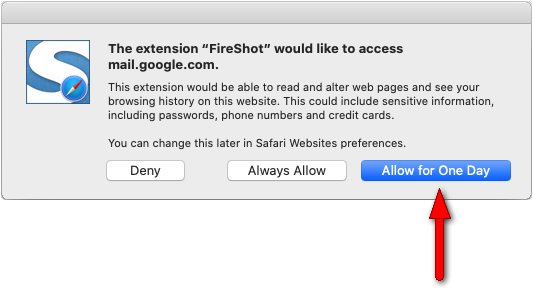 The extension “FireShot” would like to access
mail.google.com.
This extension would be able to read and alter web pages and see your
browsing history on this website. This could include sensitive information,
including passwords, phone numbers and credit cards.
You can change this later in Safari Websites preferences.
Deny
Always Allow
Allow for One Day